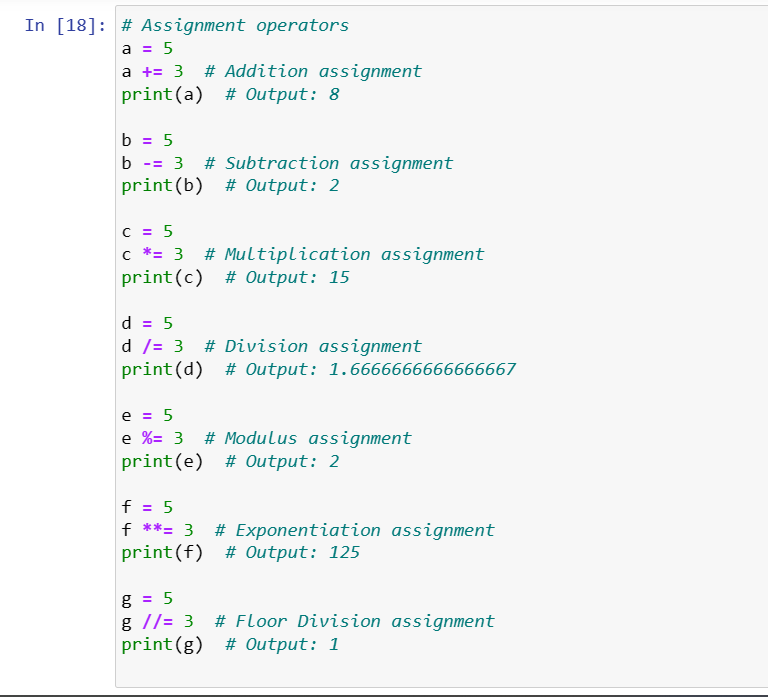 In [18]: # Assignment operators
a = 5
a += 3  # Addition assignment
print(a)  # Output: 8

b = 5
b -= 3  # Subtraction assignment
print(b)  # Output: 2

c = 5
c *= 3  # Multiplication assignment
print(c)  # Output: 15

d = 5
d /= 3  # Division assignment
print(d)  # Output: 1.6666666666666667

e = 5
e %= 3  # Modulus assignment
print(e)  # Output: 2

f = 5
f **= 3  # Exponentiation assignment
print(f)  # Output: 125

g = 5
g //= 3  # Floor Division assignment
print(g)  # Output: 1